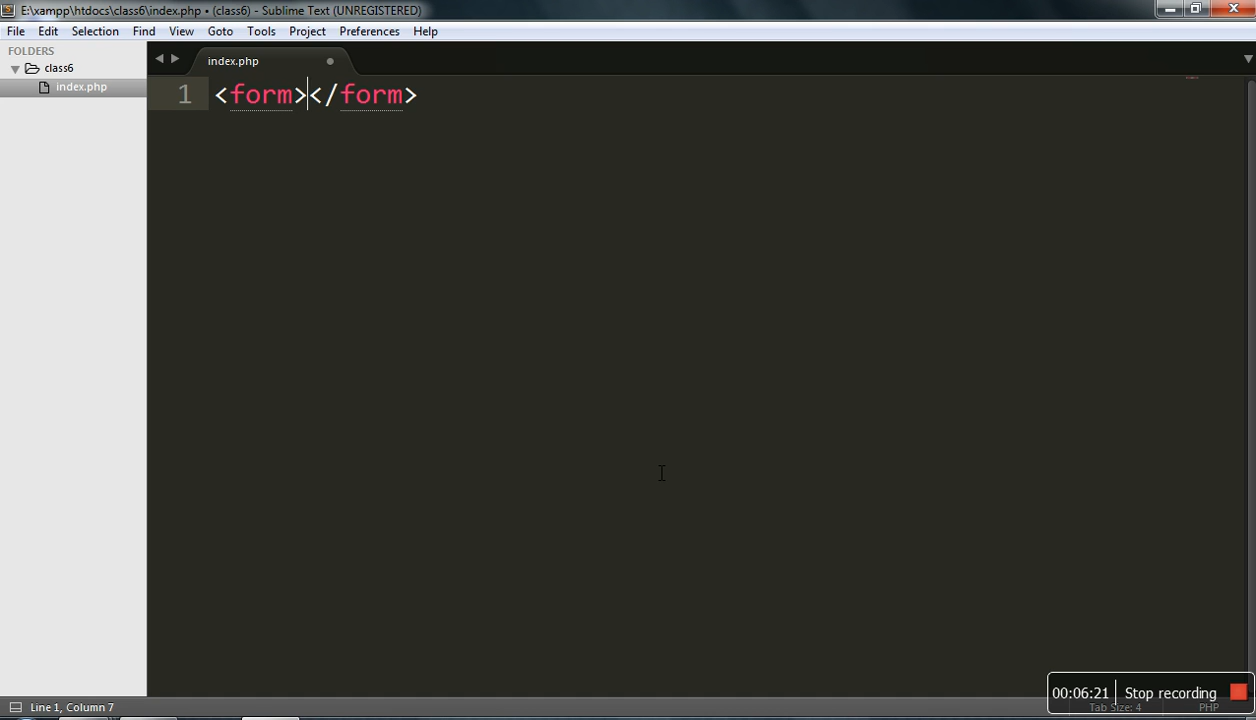 E:\xampp\htdocs\class6\index.php • (class6) - Sublime Text (UNREGISTERED)
File Edit Selection Find View Goto Tools Project Preferences Help
FOLDERS
class6
index.php
index.php
1 <form></form>
00:06:21 Stop recording
Line 1, Column 7
Tab Size: 4
PHP